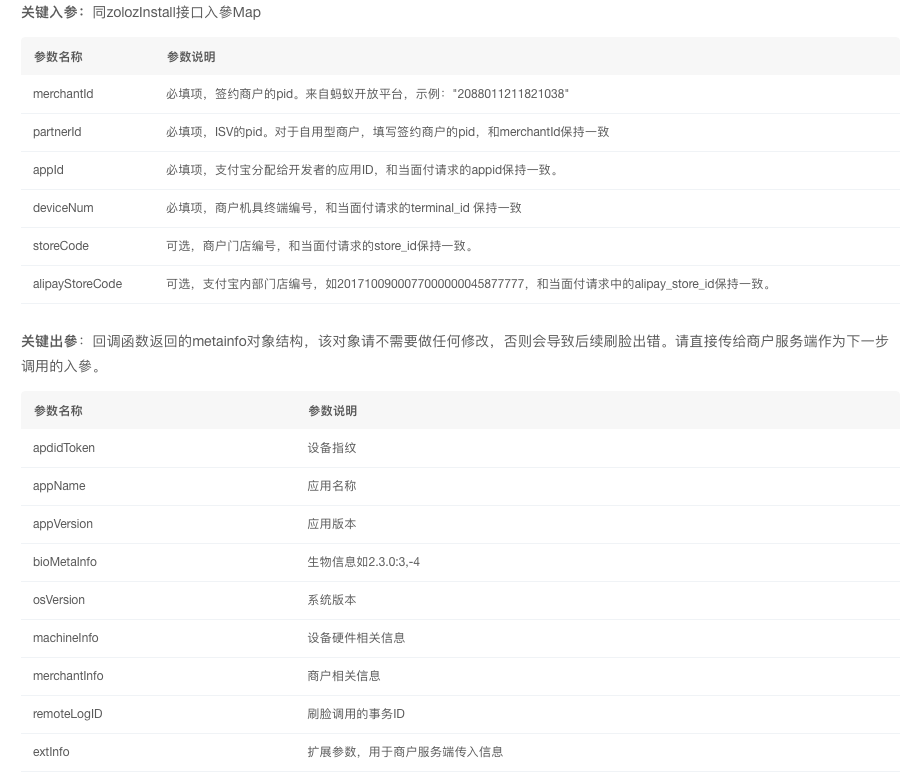 关键入参：同zolozInstall接口入參Map
参数名称 参数说明
merchantId 必填项，签约商户的pid。来自蚂蚁开放平台，示例："2088011211821038"
partnerId 必填项，ISV的pid。对于自用型商户，填写签约商户的pid，和merchantId保持一致
appId 必填项，支付宝分配给开发者的应用ID，和当面付请求的appid保持一致。
deviceNum 必填项，商户机具终端编号，和当面付请求的terminal_id 保持一致
storeCode 可选，商户门店编号，和当面付请求的store_id保持一致。
alipayStoreCode 可选，支付宝内部门店编号，如2017100900077000000045877777，和当面付请求中的alipay_store_id保持一致。
关键出參：回调函数返回的metainfo对象结构，该对象请不需要做任何修改，否则会导致后续刷脸出错。请直接传给商户服务端作为下一步
调用的入參。
参数名称 参数说明
apdidToken 设备指纹
appName 应用名称
appVersion 应用版本
bioMetaInfo 生物信息如2.3.0:3,-4
osVersion 系统版本
machineInfo 设备硬件相关信息
merchantInfo 商户相关信息
remoteLogID 刷脸调用的事务ID
extInfo 扩展参数，用于商户服务端传入信息